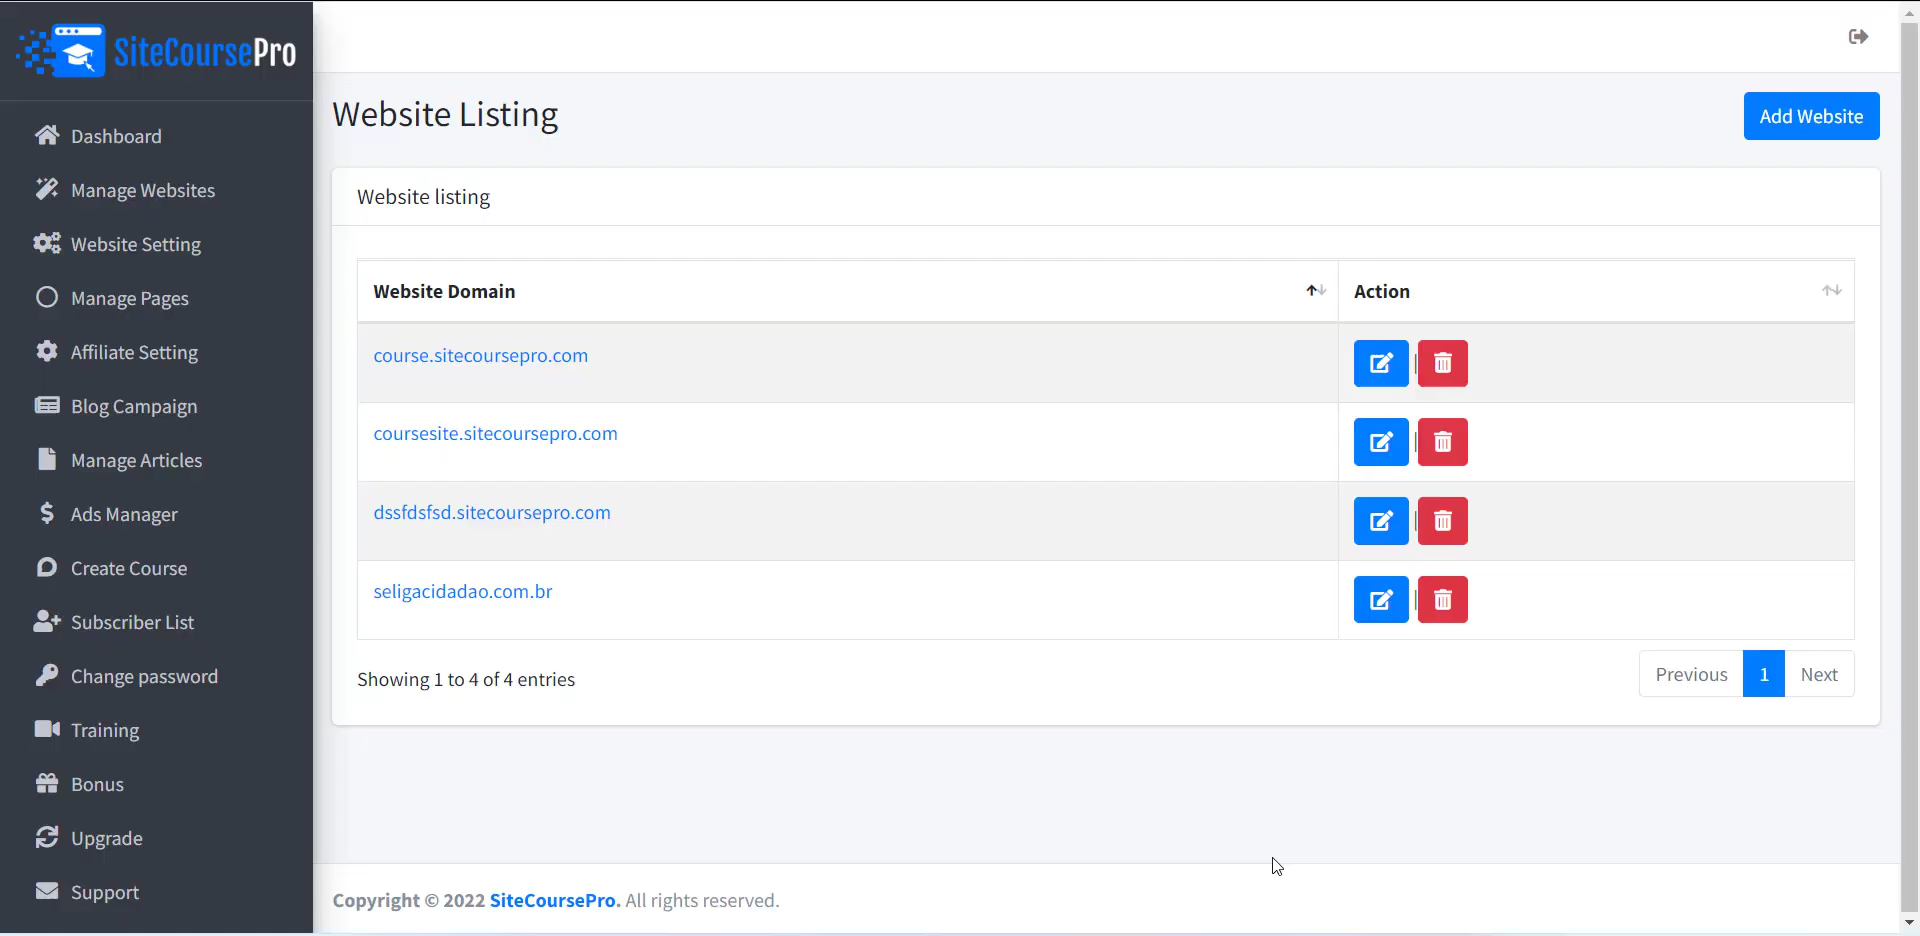 SiteCoursePro
Dashboard
Manage Websites
Website Setting
Manage Pages
Affiliate Setting
Blog Campaign
Manage Articles
Ads Manager
Create Course
Subscriber List
Change password
Training
Bonus
Upgrade
Support
Website Listing
Add Website
Website listing
Website Domain Action
course.sitecoursepro.com |
coursesite.sitecoursepro.com |
dssfdsfsd.sitecoursepro.com |
seligacidadao.com.br |
Showing 1 to 4 of 4 entries
Previous 1 Next
Copyright © 2022 SiteCoursePro. All rights reserved.